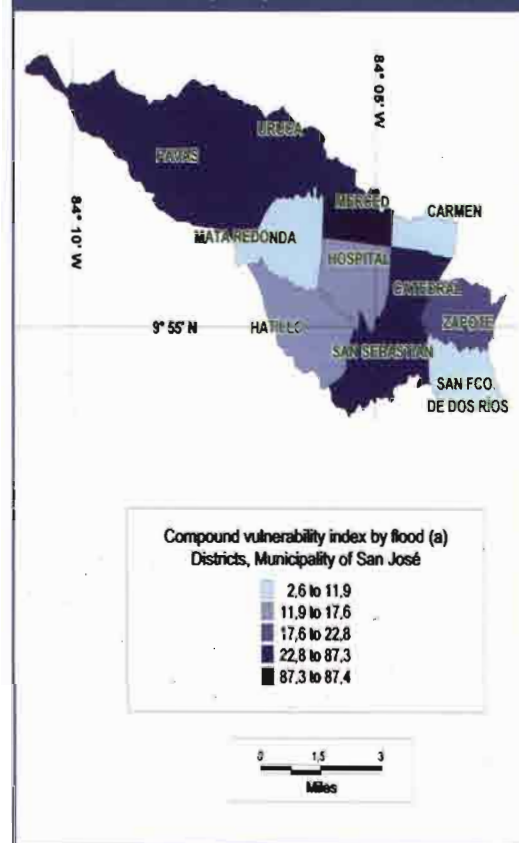 84° 05' W
URUCA
PAVAS
84° 10' W
MERCED
CARMEN
MATA REDONDA
HOSPITAL
CATEDRAL
9° 55' N
HATILLO
ZAPOTE
SAN SEBASTIAN
SAN FCO.
DE DOS RIOS
Compound vulnerability index by flood (a)
Districts, Municipality of San José
2,6 to 11,9
11,9 to 17,6
17,6 to 22,8
22,8 to 87,3
87,3 to 87,4
0 1,5 3
Miles